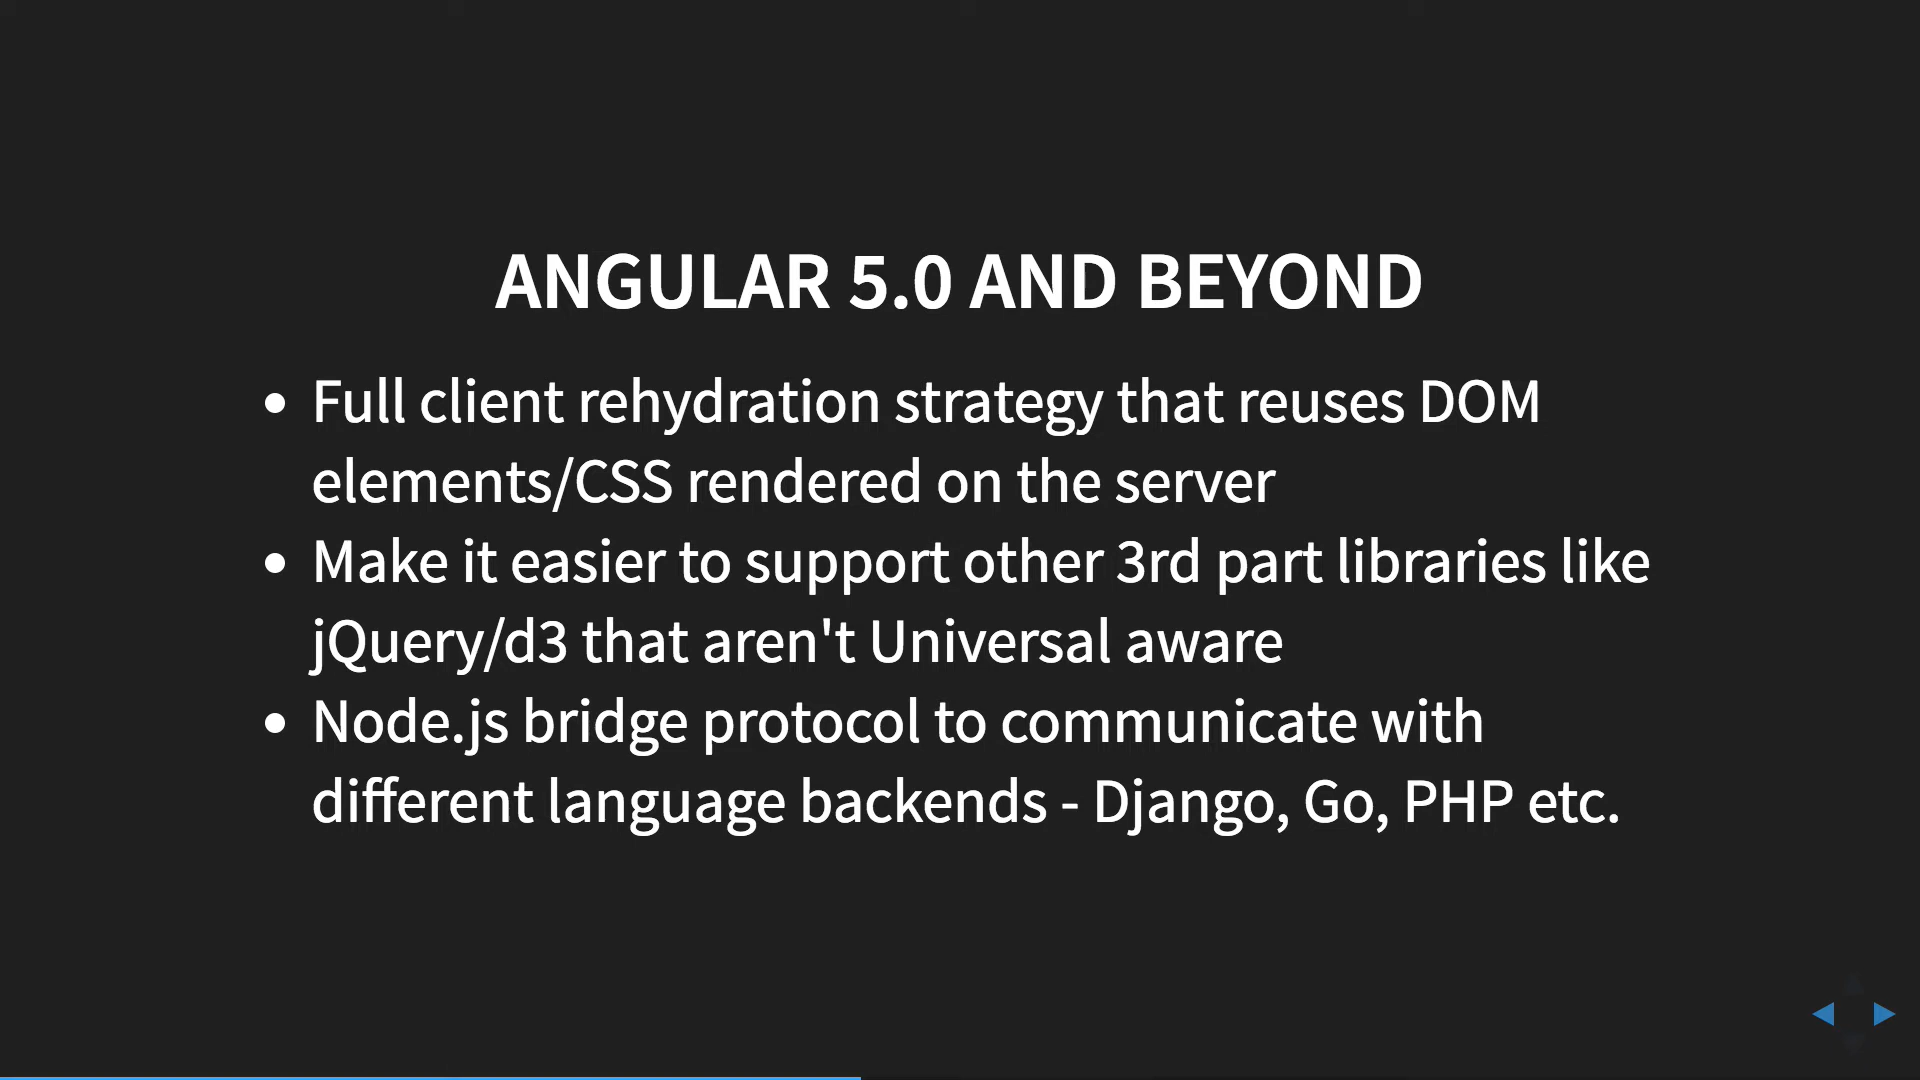 ANGULAR 5.0 AND BEYOND
• Full client rehydration strategy that reuses DOM
elements/CSS rendered on the server
• Make it easier to support other 3rd part libraries like
jQuery/d3 that aren't Universal aware
• Node.js bridge protocol to communicate with
different language backends - Django, Go, PHP etc.